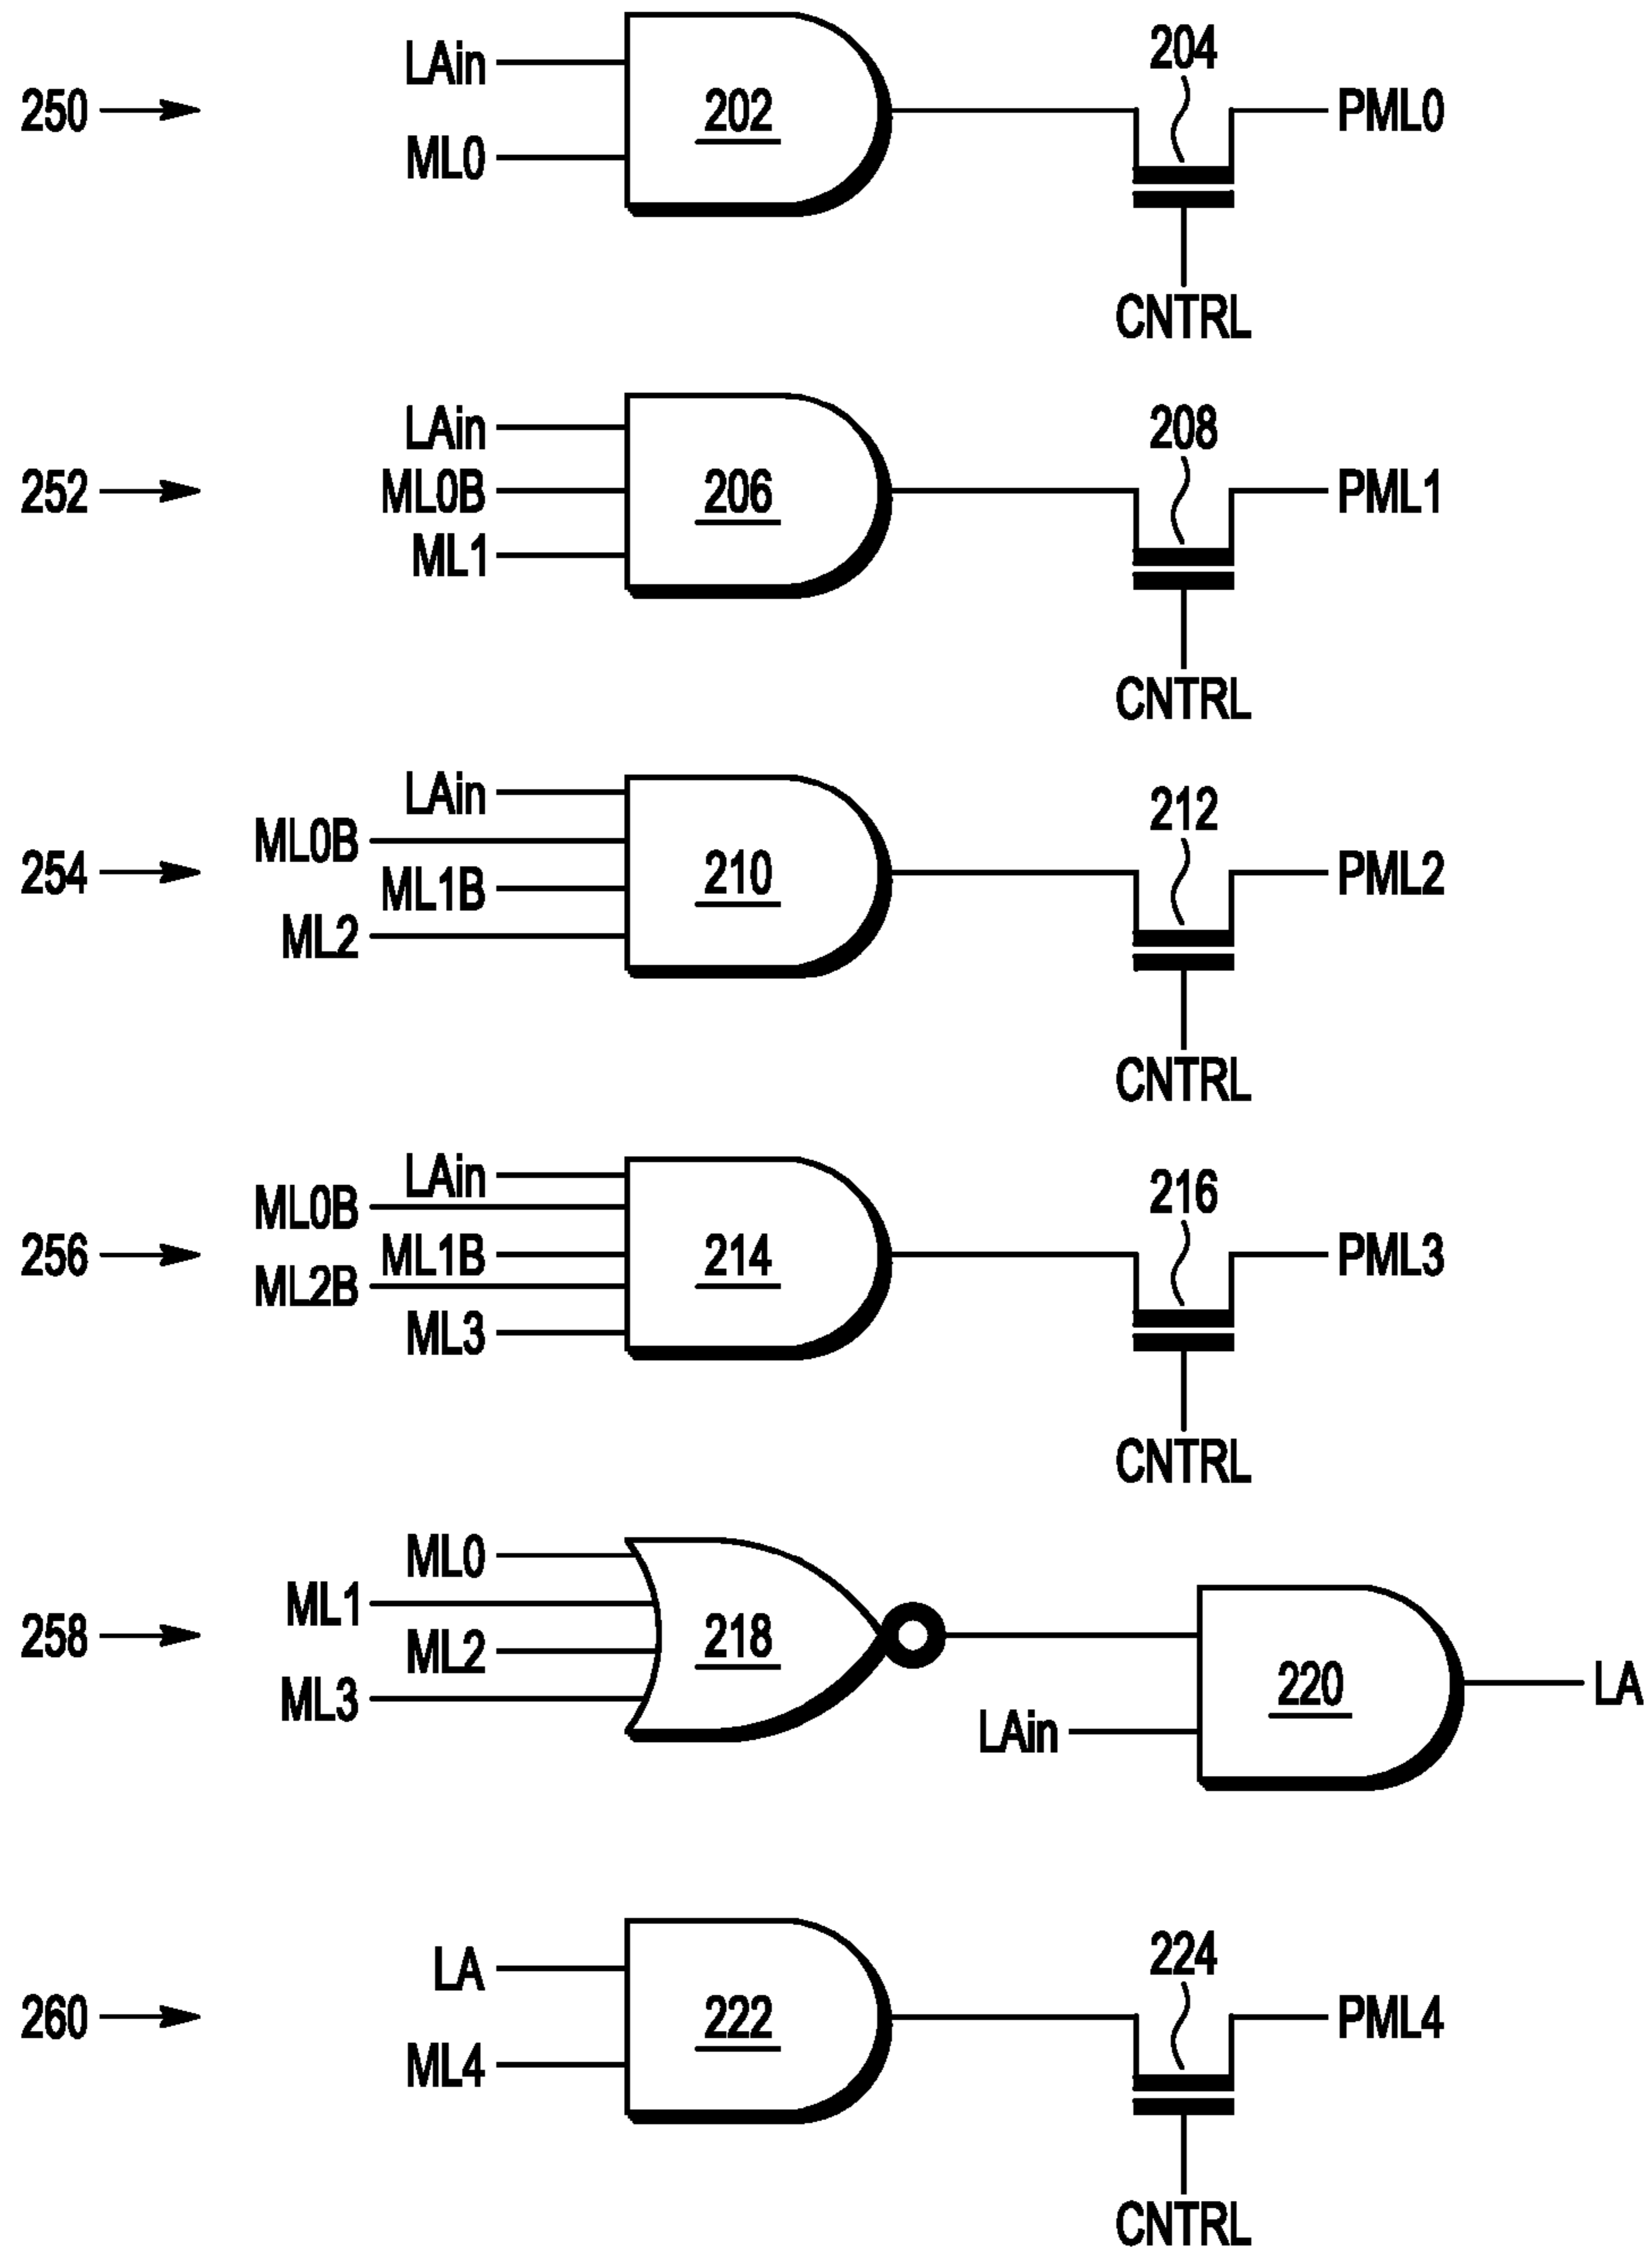 204
LAin
250
202
PML0
ML0
CNTRL
208
LAin
252
ML0B
206
PML1
ML1
CNTRL
212
LAin
ML0B
254
210
PML2
ML1B
ML2
CNTRL
216
LAin
ML0B
256
ML1B
214
PML3
ML2B
ML3
CNTRL
ML0
ML1
258
218
ML2
220
LA
ML3
LAin
224
LA
260
222
PML4
ML4
CNTRL